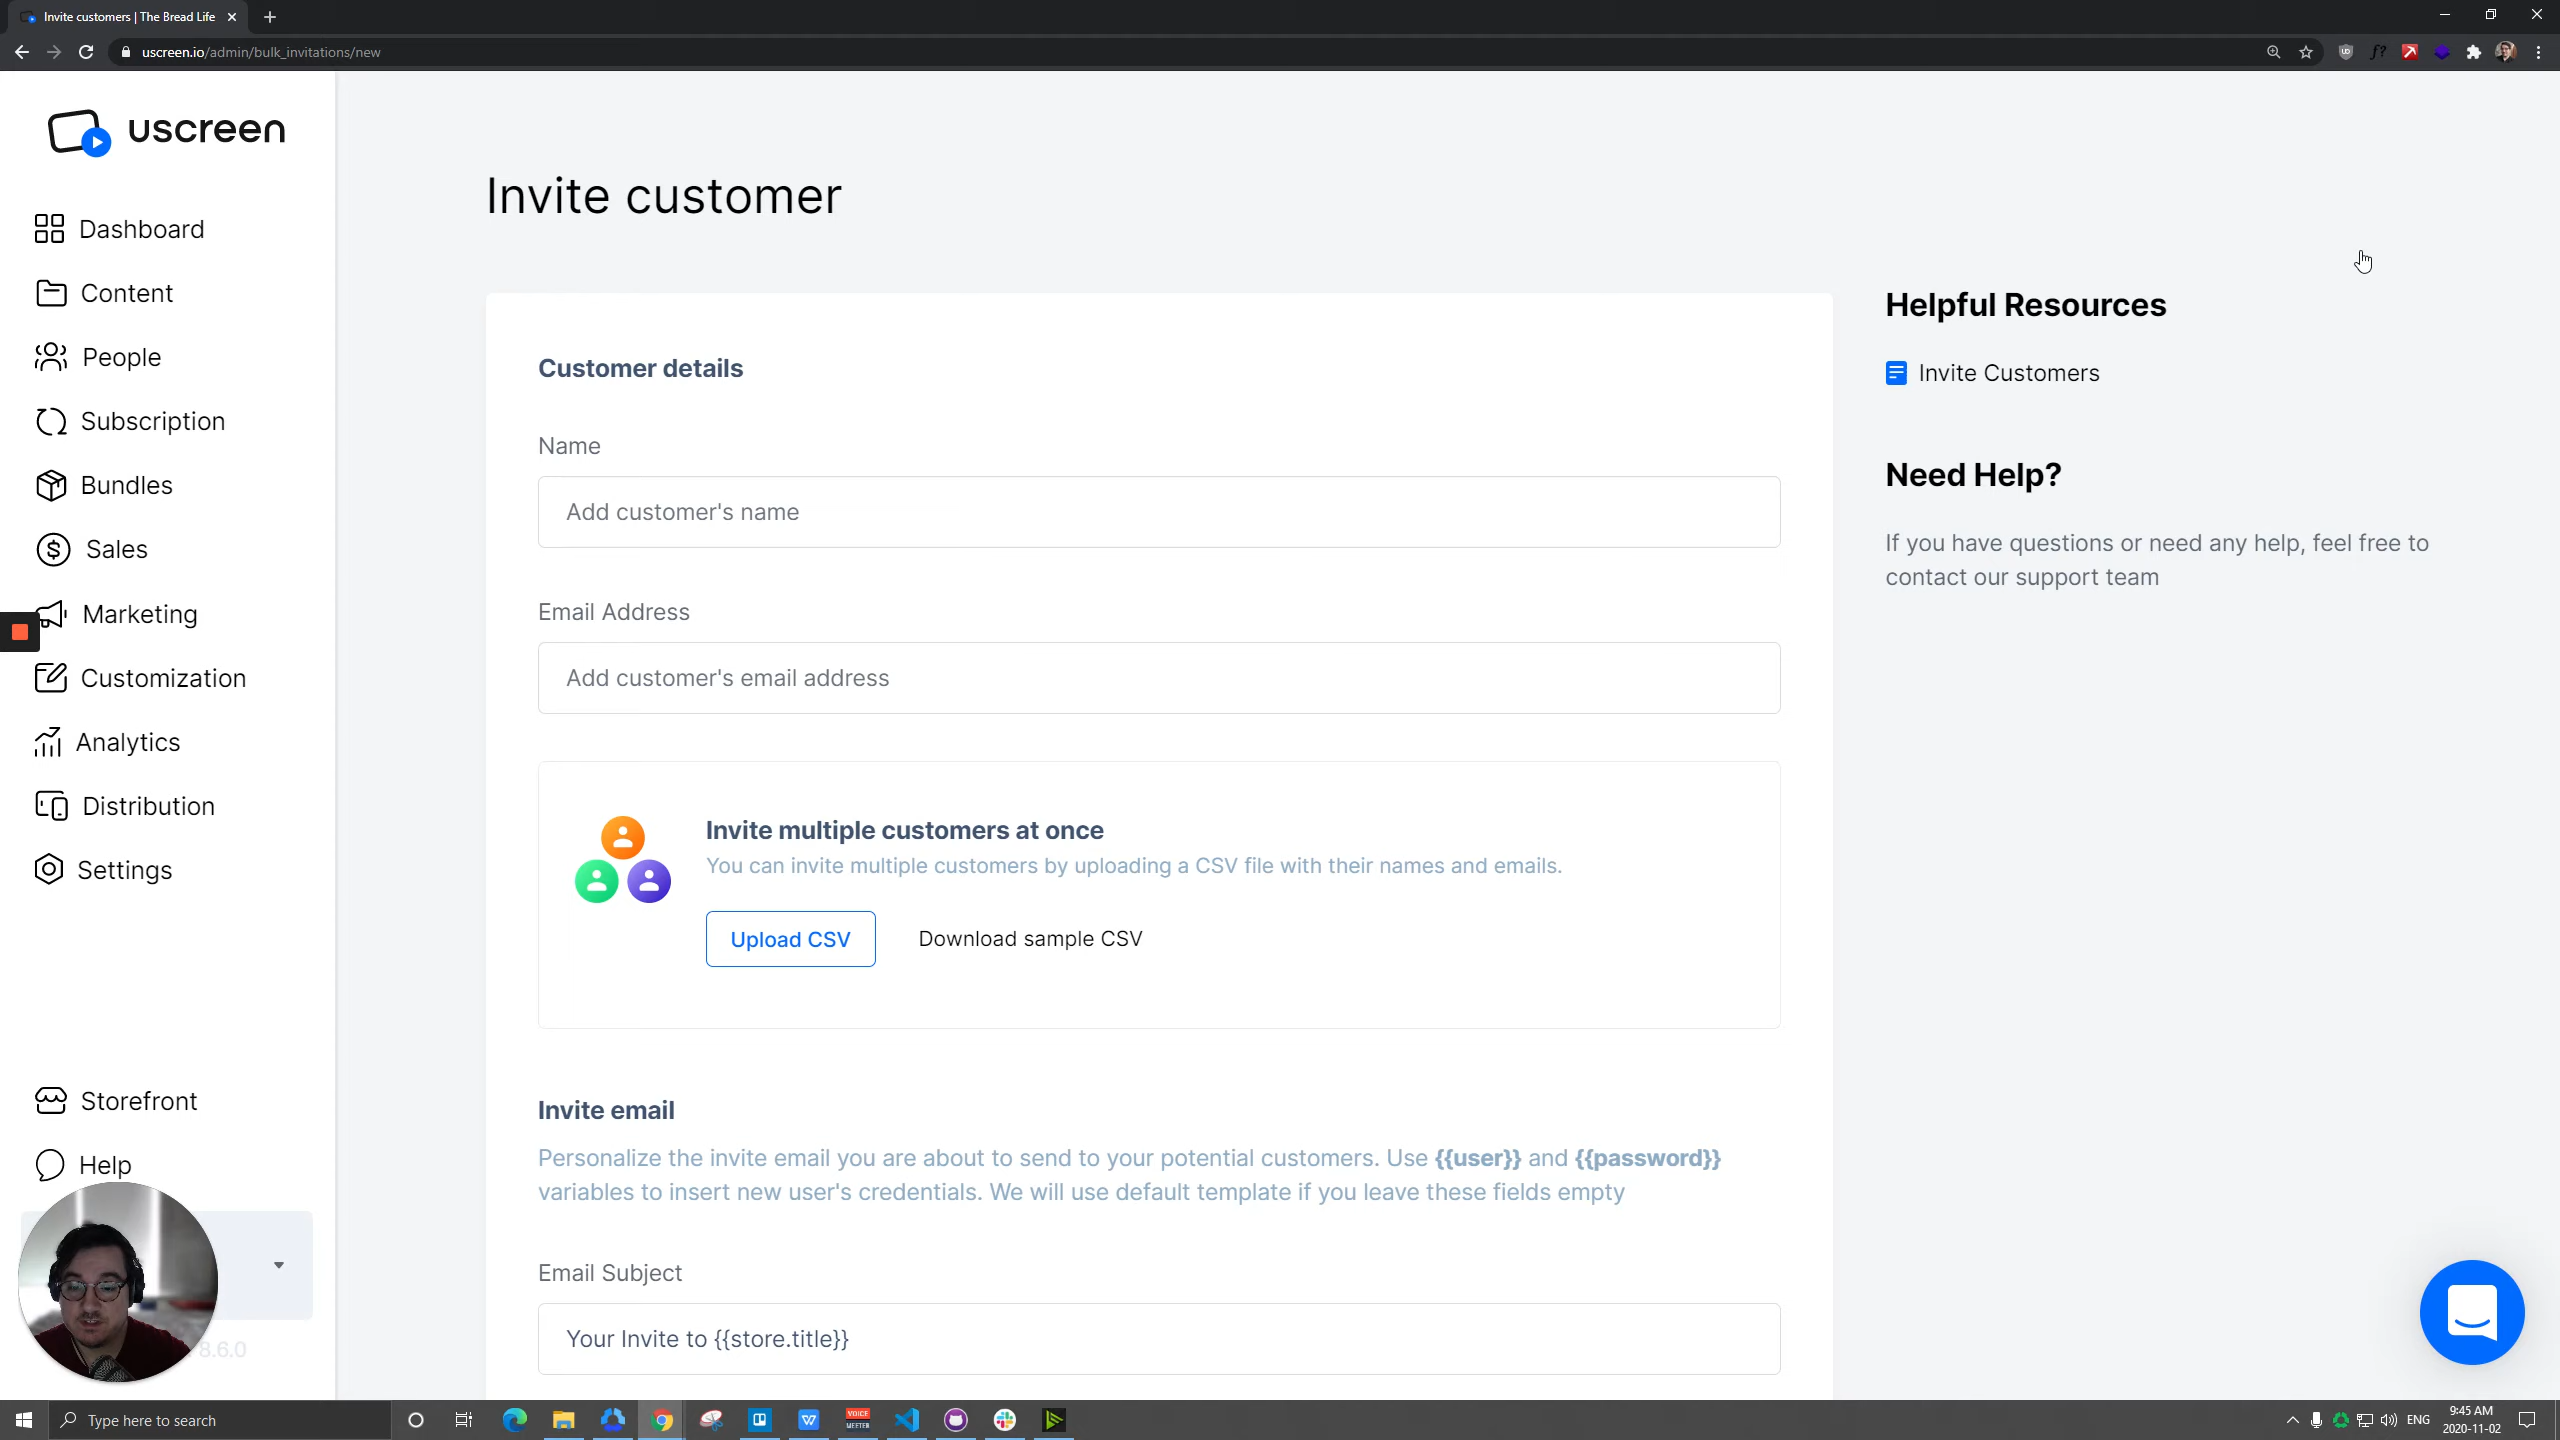 Invite customers | The Bread Life
uscreen.io/admin/bulk_invitations/new
uscreen
Dashboard
Content
People
Subscription
Bundles
Sales
Marketing
Customization
Analytics
Distribution
Settings
Storefront
Help
8.6.0
Invite customer
Customer details
Name
Add customer's name
Email Address
Add customer's email address
Invite multiple customers at once
You can invite multiple customers by uploading a CSV file with their names and emails.
Upload CSV
Download sample CSV
Invite email
Personalize the invite email you are about to send to your potential customers. Use {{user}} and {{password}}
variables to insert new user's credentials. We will use default template if you leave these fields empty
Email Subject
Your Invite to {{store.title}}
Helpful Resources
Invite Customers
Need Help?
If you have questions or need any help, feel free to
contact our support team
Type here to search
VOICE
MEETER
ENG
9:45 AM
2020-11-02